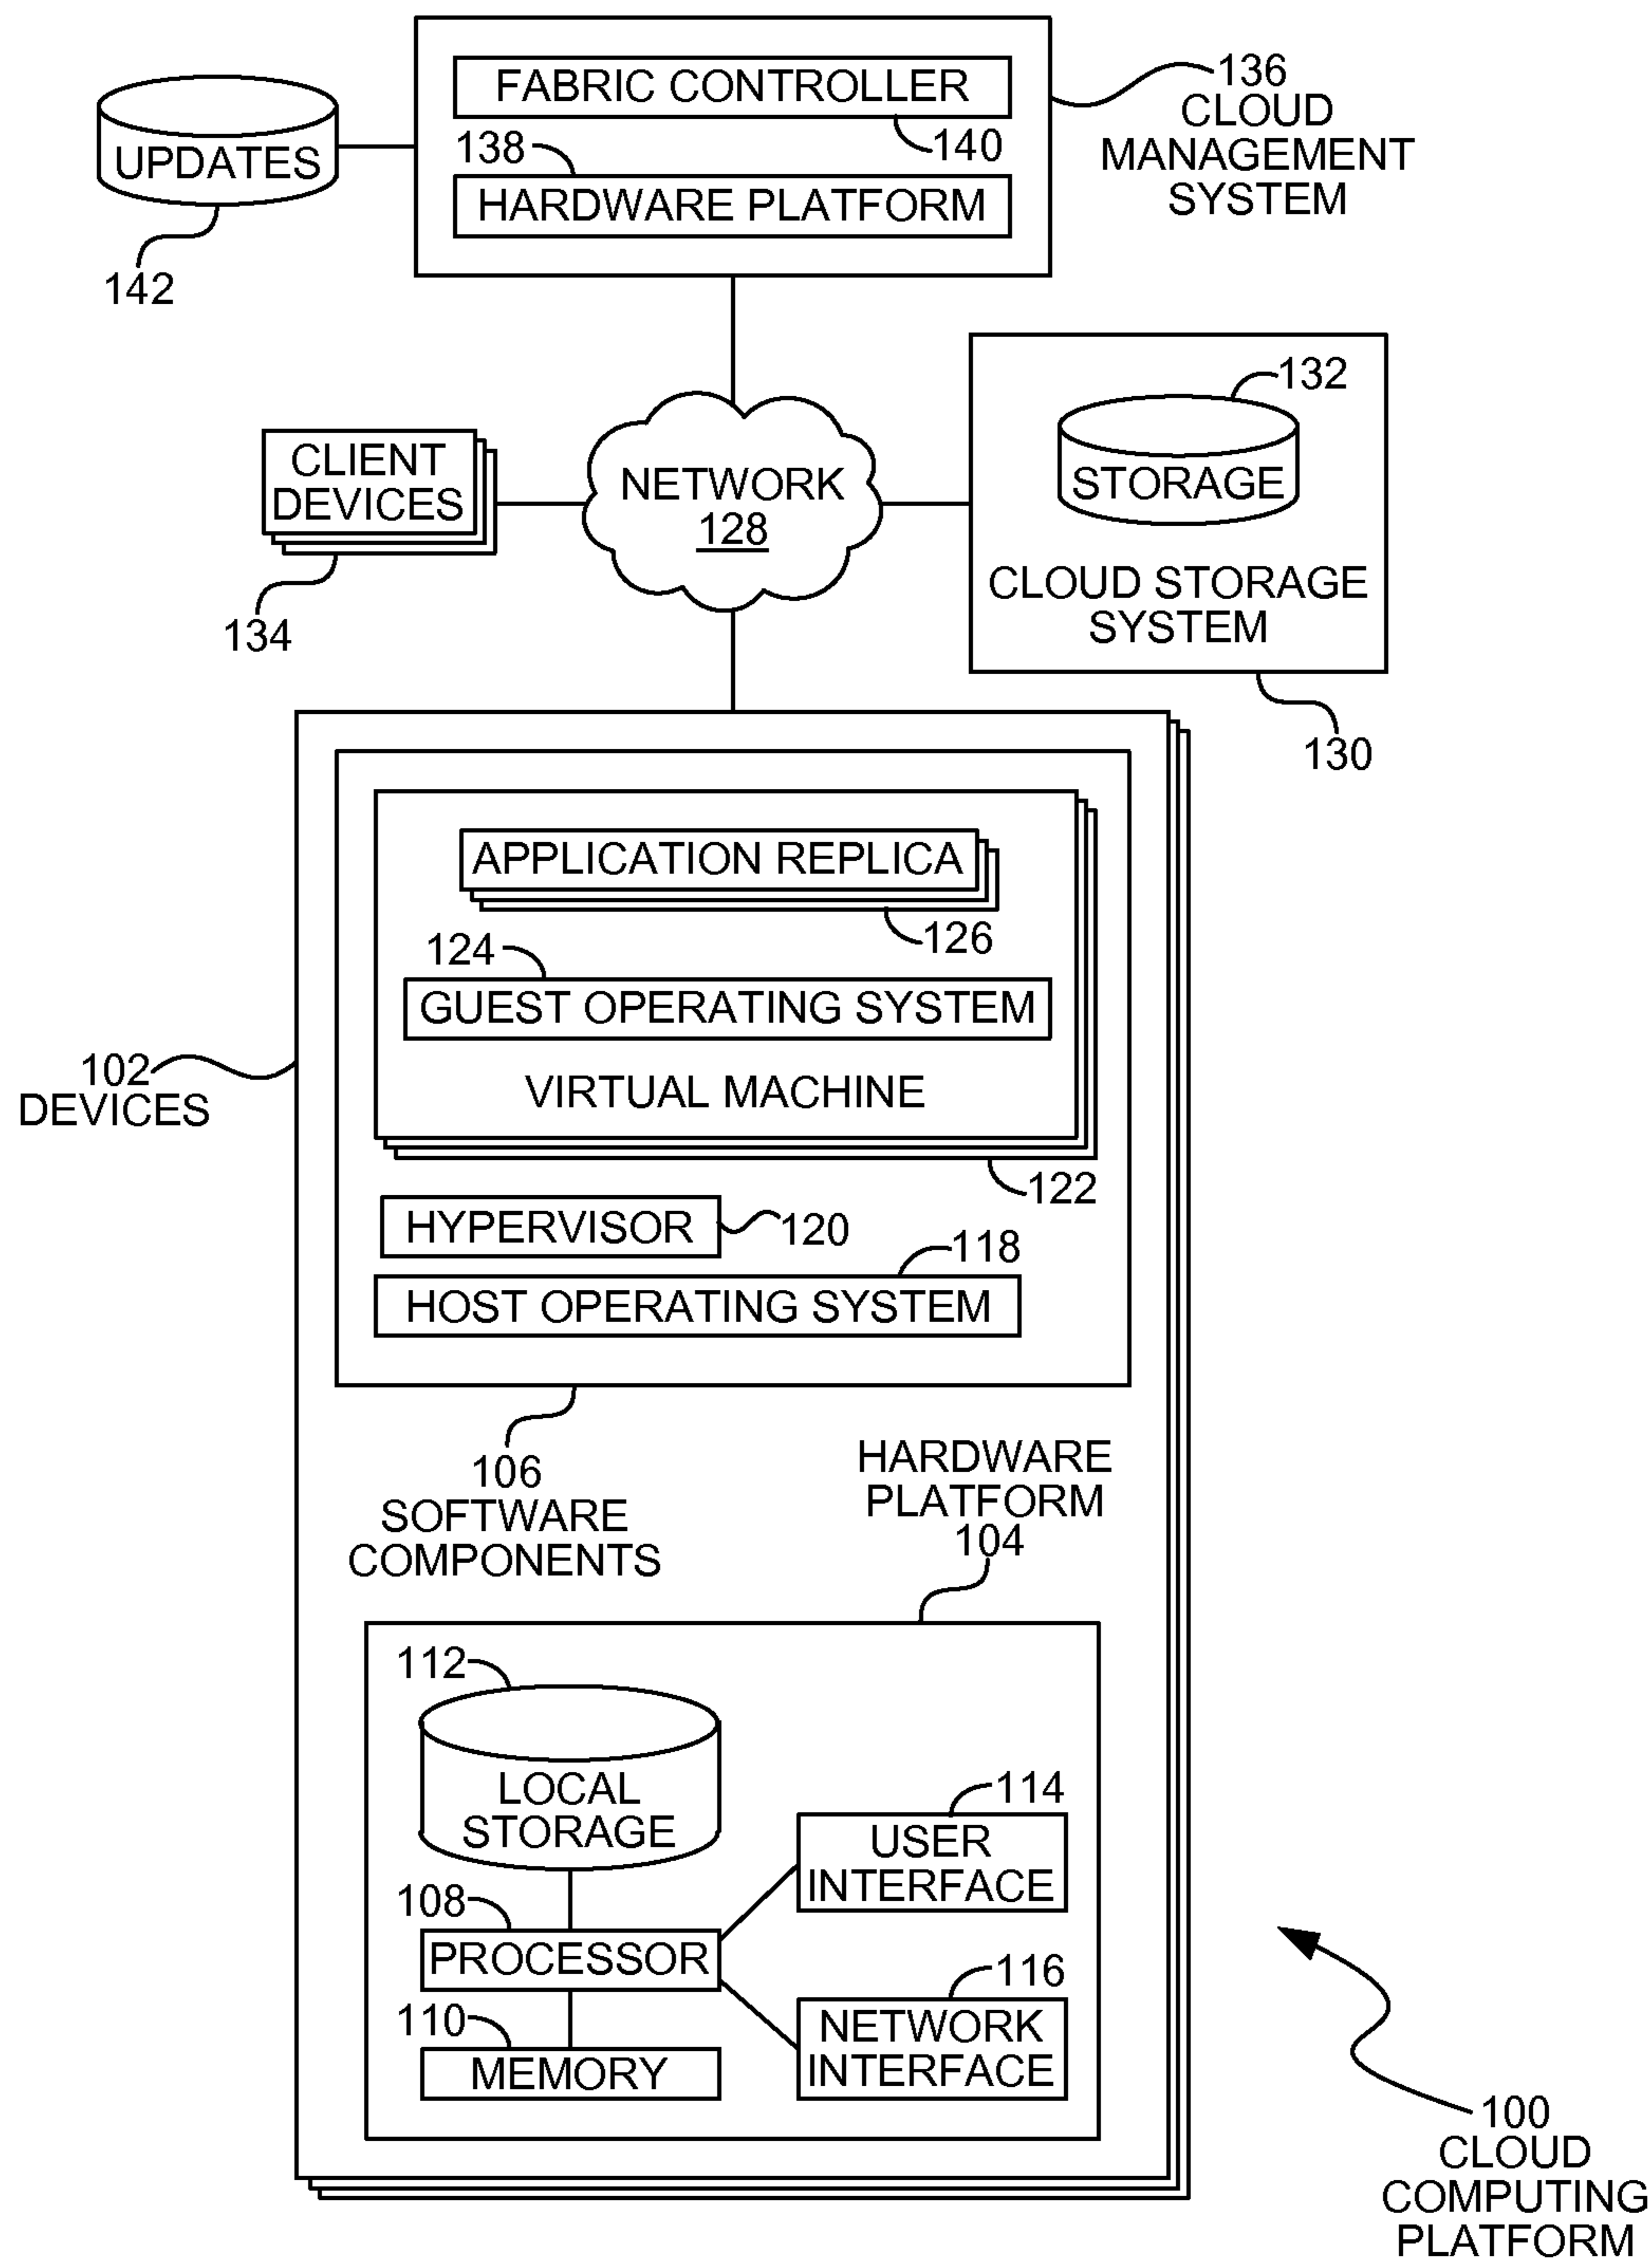 FABRIC CONTROLLER
140
138
HARDWARE PLATFORM
136
CLOUD
MANAGEMENT
SYSTEM
UPDATES
142
132
STORAGE
CLOUD STORAGE
SYSTEM
130
CLIENT
DEVICES
134
NETWORK
128
APPLICATION REPLICA
126
124
GUEST OPERATING SYSTEM
VIRTUAL MACHINE
122
102
DEVICES
HYPERVISOR
120
118
HOST OPERATING SYSTEM
106
SOFTWARE
COMPONENTS
HARDWARE
PLATFORM
104
112
LOCAL
STORAGE
114
USER
INTERFACE
108
PROCESSOR
116
NETWORK
INTERFACE
110
MEMORY
100
CLOUD
COMPUTING
PLATFORM